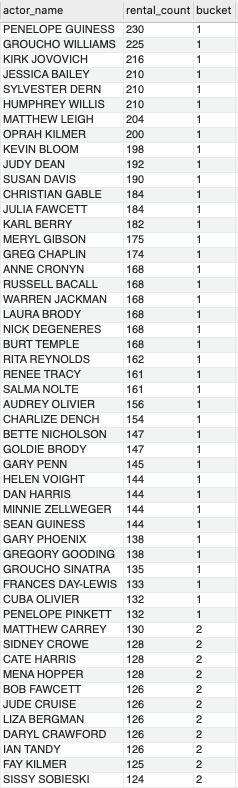 actor_name rental_count bucket
PENELOPE GUINESS 230 1
GROUCHO WILLIAMS 225 1
KIRK JOVOVICH 216 1
JESSICA BAILEY 210 1
SYLVESTER DERN 210 1
HUMPHREY WILLIS 210 1
MATTHEW LEIGH 204 1
OPRAH KILMER 200 1
KEVIN BLOOM 198 1
JUDY DEAN 192 1
SUSAN DAVIS 190 1
CHRISTIAN GABLE 184 1
JULIA FAWCETT 184 1
KARL BERRY 182 1
MERYL GIBSON 175 1
GREG CHAPLIN 174 1
ANNE CRONYN 168 1
RUSSELL BACALL 168 1
WARREN JACKMAN 168 1
LAURA BRODY 168 1
NICK DEGENERES 168 1
BURT TEMPLE 168 1
RITA REYNOLDS 162 1
RENEE TRACY 161 1
SALMA NOLTE 161 1
AUDREY OLIVIER 156 1
CHARLIZE DENCH 154 1
BETTE NICHOLSON 147 1
GOLDIE BRODY 147 1
GARY PENN 145 1
HELEN VOIGHT 144 1
DAN HARRIS 144 1
MINNIE ZELLWEGER 144 1
SEAN GUINESS 144 1
GARY PHOENIX 138 1
GREGORY GOODING 138 1
GROUCHO SINATRA 135 1
FRANCES DAY-LEWIS 133 1
CUBA OLIVIER 132 1
PENELOPE PINKETT 132 1
MATTHEW CARREY 130 2
SIDNEY CROWE 128 2
CATE HARRIS 128 2
MENA HOPPER 128 2
BOB FAWCETT 126 2
JUDE CRUISE 126 2
LIZA BERGMAN 126 2
DARYL CRAWFORD 126 2
IAN TANDY 126 2
FAY KILMER 125 2
SISSY SOBIESKI 124 2